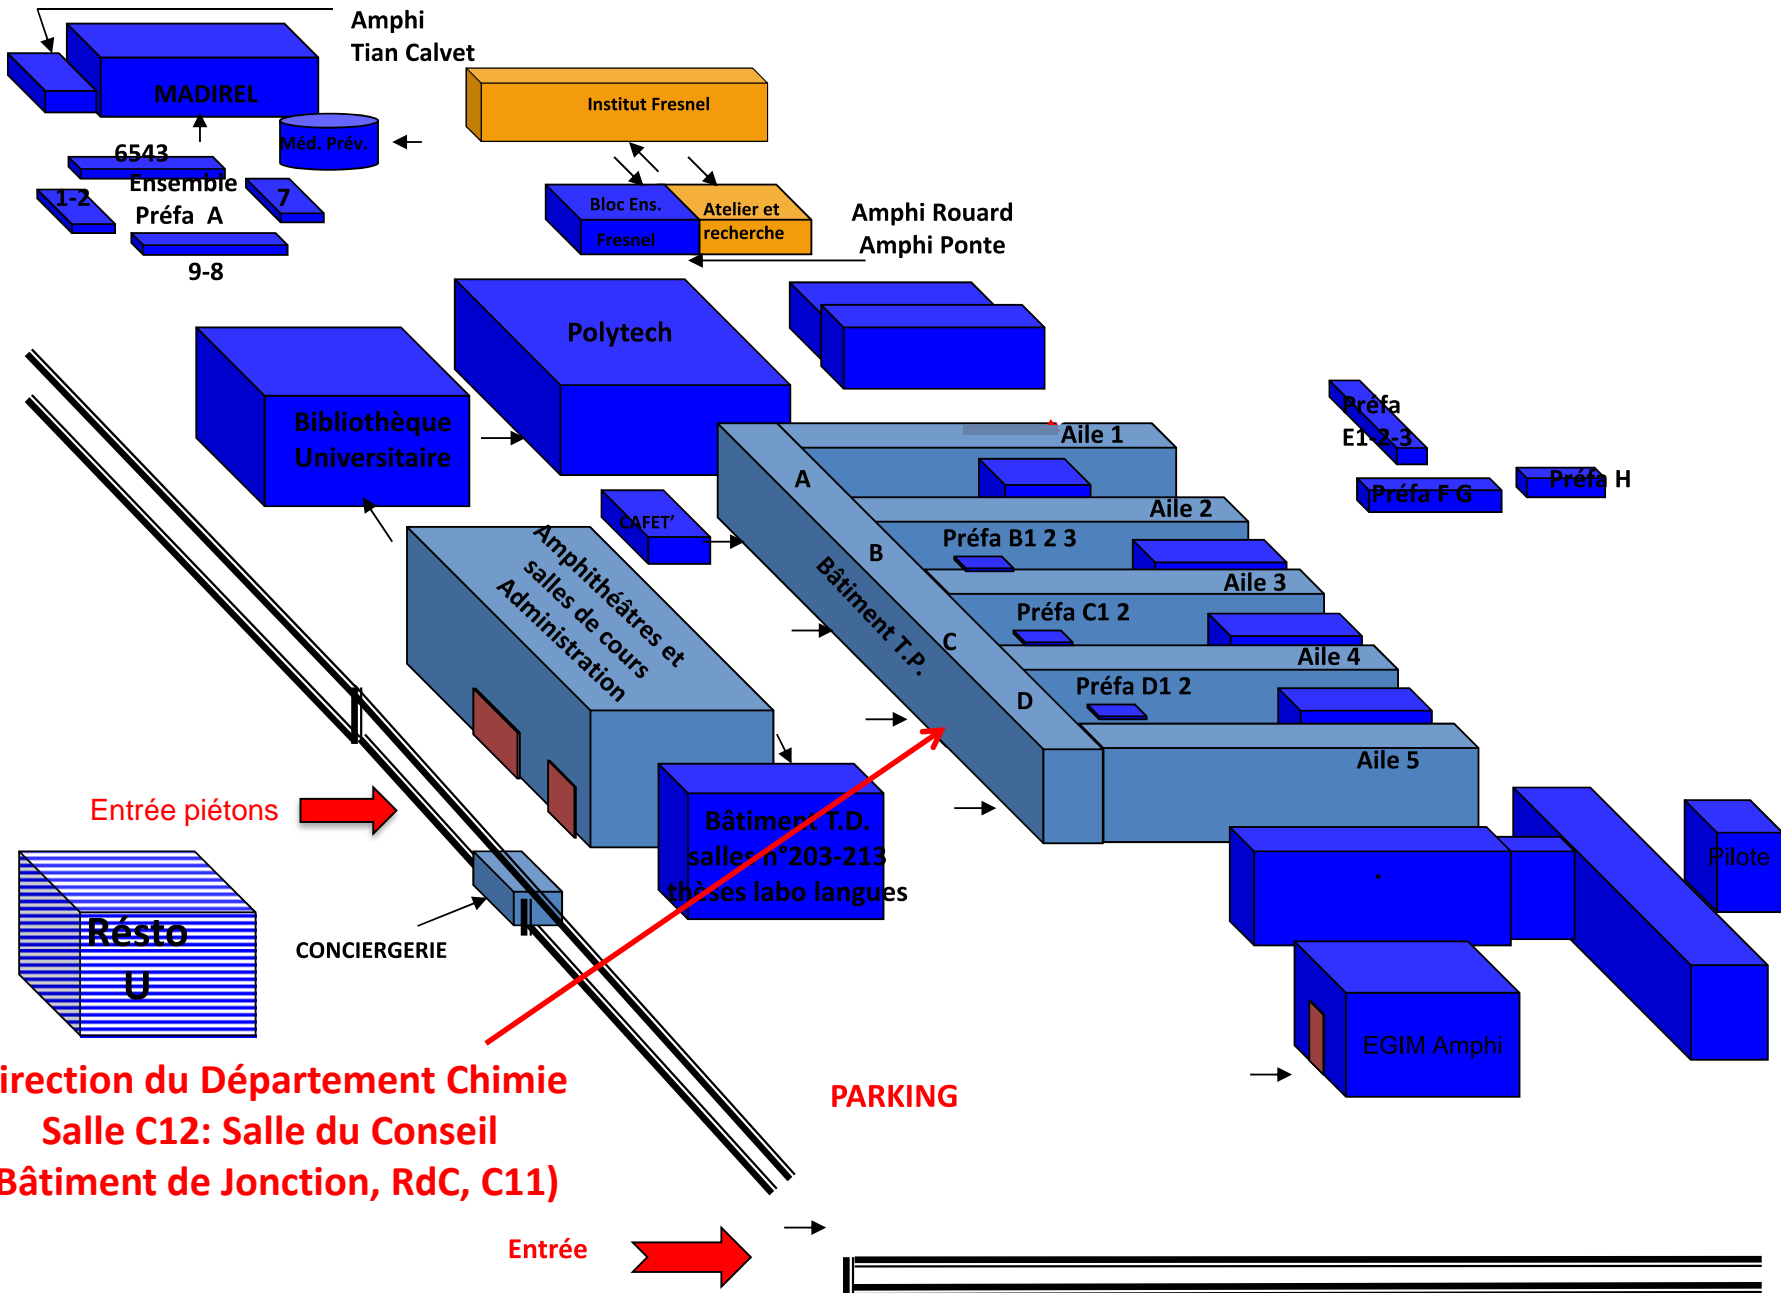 Amphi
Tian Calvet
MADIREL
Institut Fresnel
Méd. Prév.
6543
Ensemble
Préfa A
1-2
7
9-8
Bloc Ens.
Fresnel
Atelier et
recherche
Amphi Rouard
Amphi Ponte
Polytech
Bibliothèque
Universitaire
CAFET’
Amphithéâtres et
salles de cours
Administration
A
B
C
D
Bâtiment T.P.
Aile 1
Aile 2
Préfa B1 2 3
Aile 3
Préfa C1 2
Aile 4
Préfa D1 2
Aile 5
Préfa
E1-2-3
Préfa F G
Préfa H
Entrée piétons
Bâtiment T.D.
salles n°203-213
thèses labo langues
.
Pilote
Résto
U
CONCIERGERIE
EGIM Amphi
irection du Département Chimie
Salle C12: Salle du Conseil
Bâtiment de Jonction, RdC, C11)
PARKING
Entrée